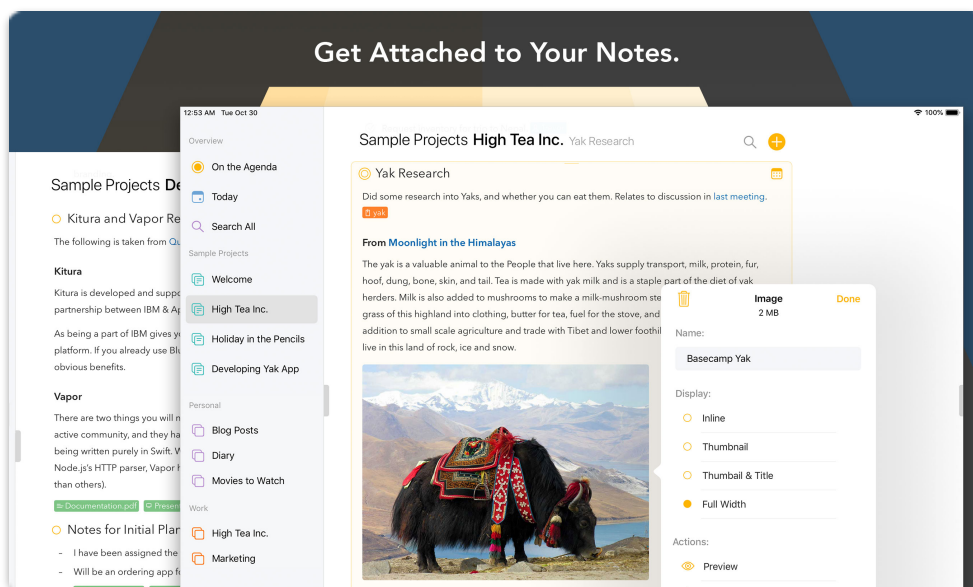 Get Attached to Your Notes.
Sample Projects
Kitura and Vapor
The following is taken from
Kitura
Kitura is developed and
partnership between IBM &
As being a part of IBM gives
platform. If you already use
obvious benefits.
Vapor
There are two things you will
active community, and they
being written purely in Swift.
Node.js's HTTP parser, Vapor
than others).
Documentation.pdf
Notes for Initial
- I have been assigned the
- Will be an ordering app
12:53 AM Tue Oct 30
100%
Overview
On the Agenda
Today
Search All
Sample Projects
Welcome
High Tea Inc.
Holiday in the Pencils
Developing Yak App
Personal
Blog Posts
Diary
Movies to Watch
Work
High Tea Inc.
Marketing
Sample Projects High Tea Inc. Yak Research
Yak Research
Did some research into Yaks, and whether you can eat them. Relates to discussion in last meeting.
yak
From Moonlight in the Himalayas
The yak is a valuable animal to the People that live here. Yaks supply transport, milk, protein, fur,
hoof, dung, bone, skin, and tail. Tea is made with yak milk and is a staple part of the diet of yak
herders. Milk is also added to mushrooms to make a milk-mushroom
grass of this highland into clothing, butter for tea, fuel for the stove, and
addition to small scale agriculture and trade with Tibet and lower
live in this land of rock, ice and snow.
Image
2 MB
Done
Name:
Basecamp Yak
Display:
Inline
Thumbnail
Thumbail & Title
Full Width
Actions:
Preview